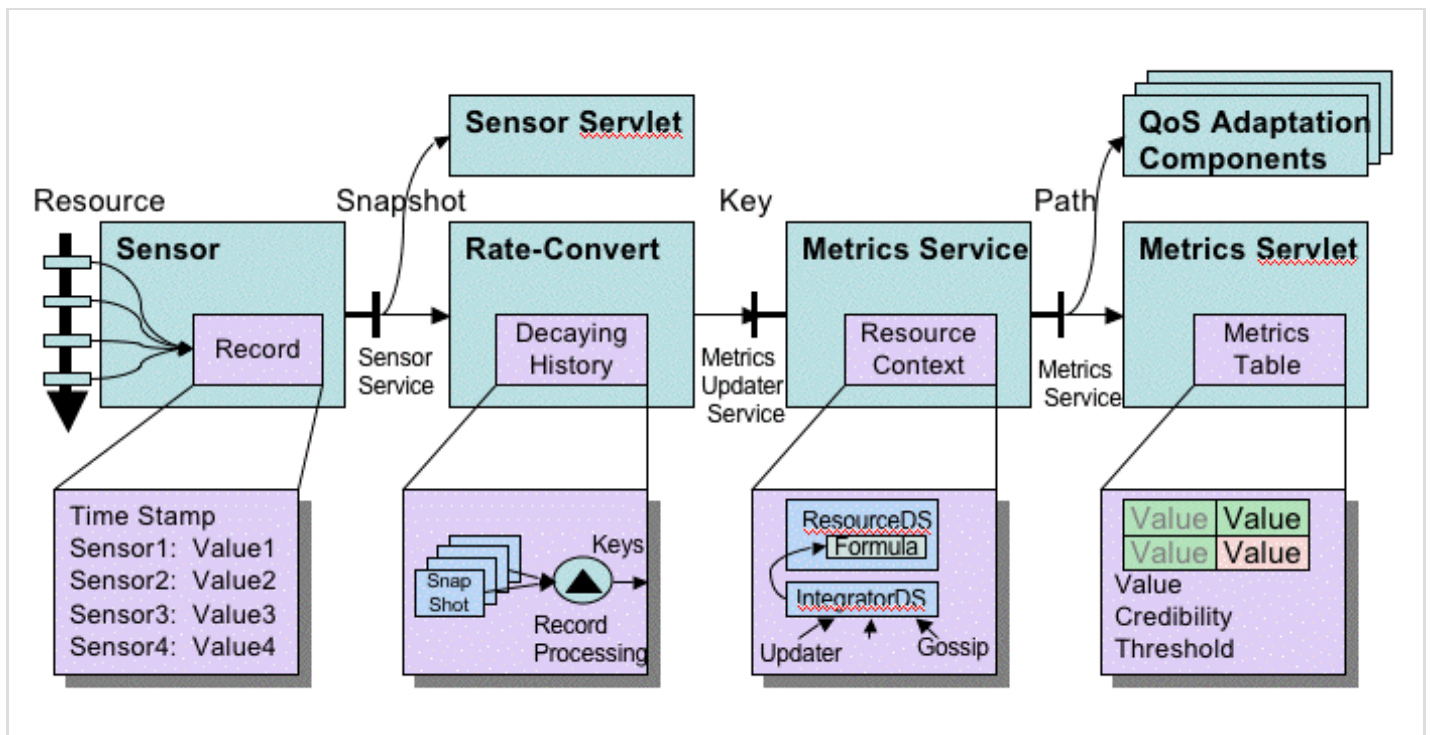 Sensor Servlet
QoS Adaptation
Components
Resource
Snapshot
Key
Path
Sensor
Rate-Convert
Metrics Service
Metrics Servlet
Record
Decaying
History
Resource
Context
Metrics
Table
Sensor
Service
Metrics
Updater
Service
Metrics
Service
Time Stamp
Sensor1: Value1
Sensor2: Value2
Sensor3: Value3
Sensor4: Value4
Keys
Snap
Shot
Record
Processing
ResourceDS
Formula
IntegratorDS
Updater
Gossip
Value Value
Value Value
Value
Credibility
Threshold